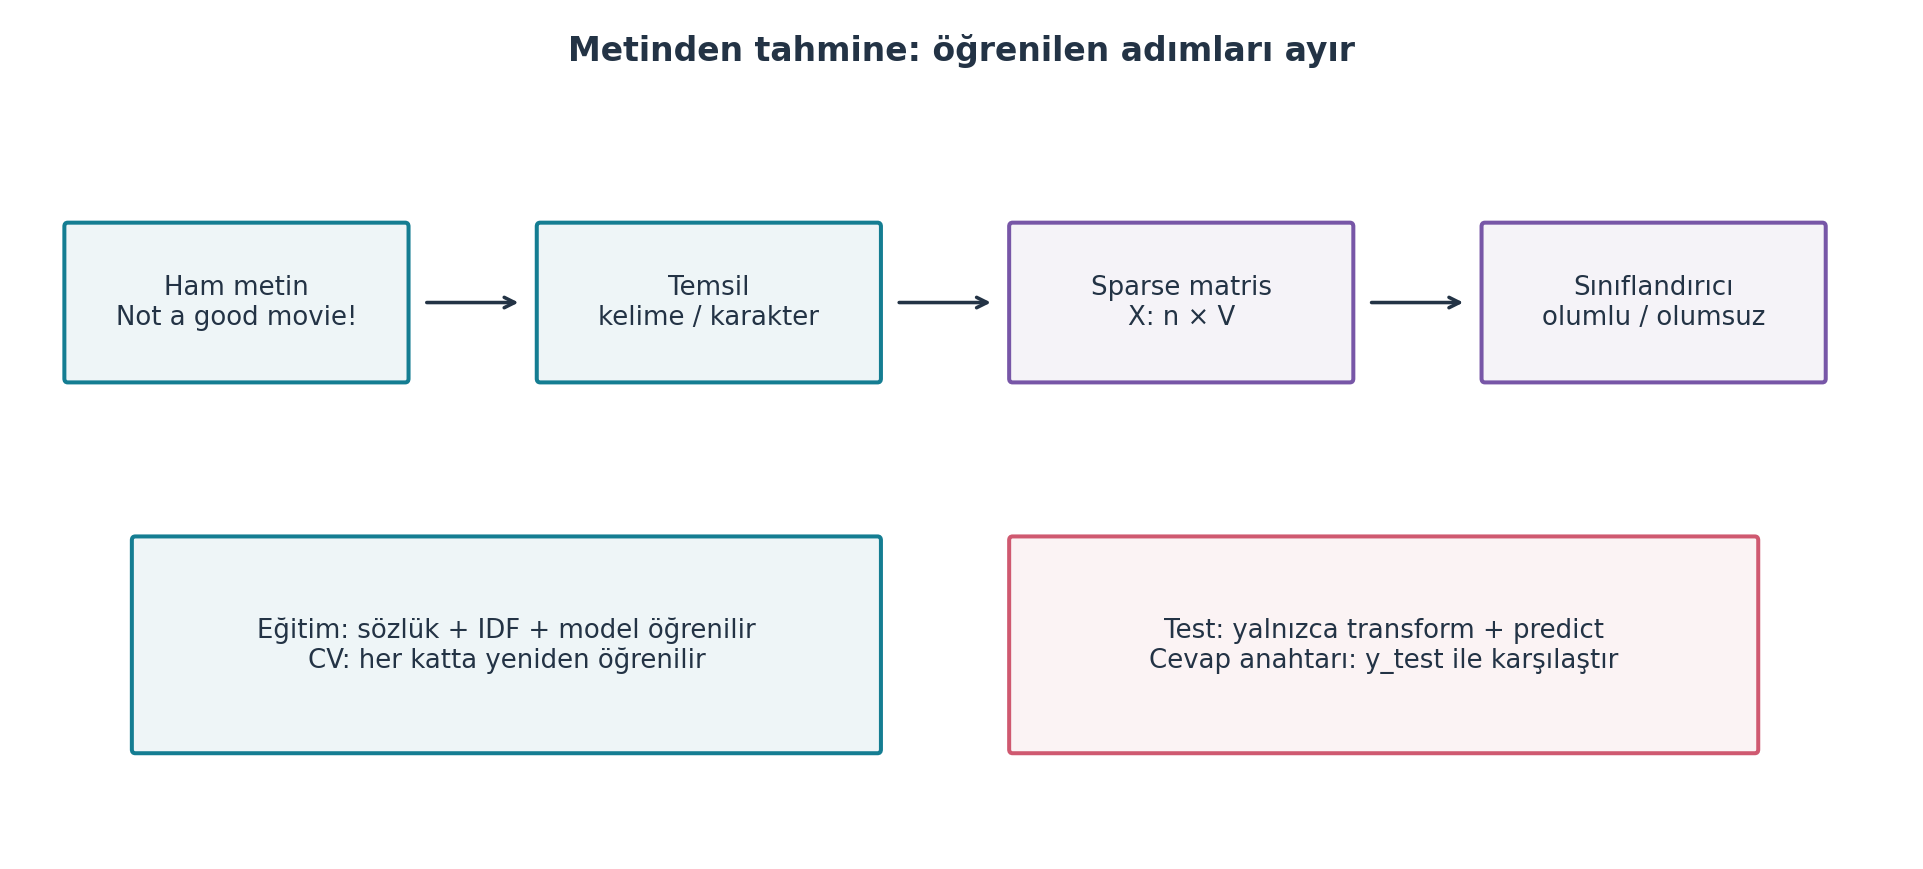 Metinden tahmine: öğrenilen adımları ayır
Ham metin
Not a good movie!
Temsil
kelime / karakter
Sparse matris
X: n × V
Sınıflandırıcı
olumlu / olumsuz
Eğitim: sözlük + IDF + model öğrenilir
CV: her katta yeniden öğrenilir
Test: yalnızca transform + predict
Cevap anahtarı: y_test ile karşılaştır